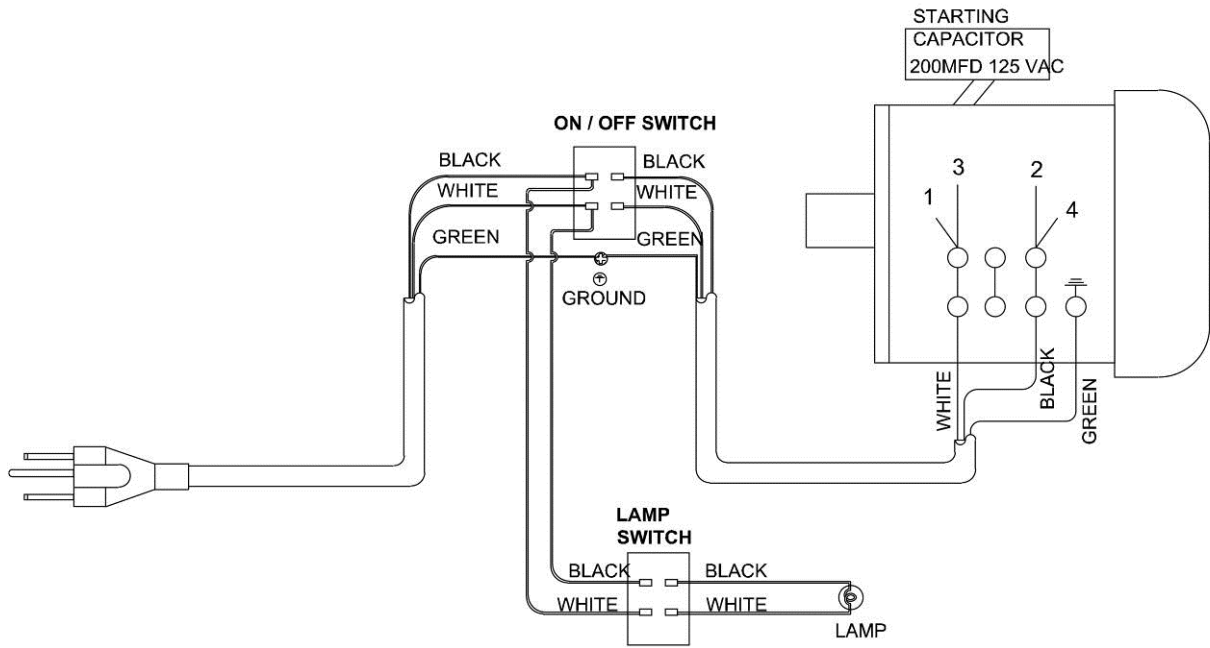 STARTING
CAPACITOR
200MFD 125 VAC
ON / OFF SWITCH
BLACK
BLACK
WHITE
WHITE
3
2
1
4
GREEN
GREEN
GROUND
WHITE
BLACK
GREEN
LAMP
SWITCH
BLACK
BLACK
WHITE
WHITE
LAMP